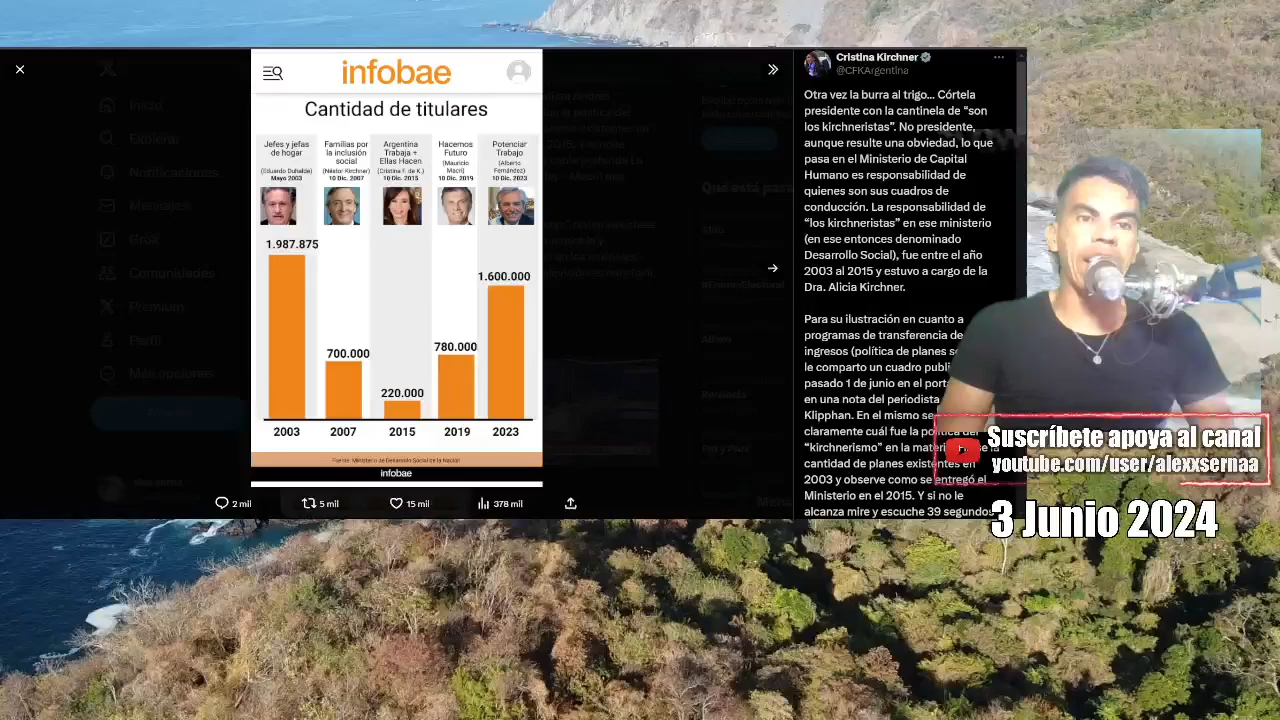 infobae
Cantidad de titulares
Jefes y jefas
de hogar
(Eduardo Duhalde)
Mayo 2003
Familias por
la inclusión
social
(Néstor Kirchner)
10 Dic. 2007
Argentina
Trabaja +
Ellas Hacen
(Cristina F. de K.)
10 Dic. 2015
Hacemos
Futuro
(Mauricio
Macri)
10 Dic. 2019
Potenciar
Trabajo
(Alberto
Fernández)
10 Dic. 2023
1.987.875
700.000
220.000
780.000
1.600.000
2003
2007
2015
2019
2023
Fuente: Ministerio de Desarrollo Social de la Nación
infobae
2 mil
5 mil
15 mil
378 mil
Cristina Kirchner
@CFKArgentina
Otra vez la burra al trigo... Córtela
presidente con la cantinela de "son
los kirchneristas". No presidente,
aunque resulte una obviedad, lo que
pasa en el Ministerio de Capital
Humano es responsabilidad de
quienes son sus cuadros de
conducción. La responsabilidad de
"los kirchneristas" en ese ministerio
(en ese entonces denominado
Desarrollo Social), fue entre el año
2003 al 2015 y estuvo a cargo de la
Dra. Alicia Kirchner.
Para su ilustración en cuanto a
programas de transferencia de
ingresos (política de planes
le comparto un cuadro
pasado 1 de junio en el
en una nota del periodista
Klipphan. En el mismo se
claramente cuál fue la
"kirchnerismo" en la
cantidad de planes existentes en
2003 y observe como se entregó el
Ministerio en el 2015. Y si no le
alcanza mire y escuche 39 segundos
Inicio
Explorar
Notificaciones
Mensajes
Grok
Comunidades
Premium
Perfil
Más opciones
Suscríbete apoya al canal
youtube.com/user/alexxsernaa
3 Junio 2024